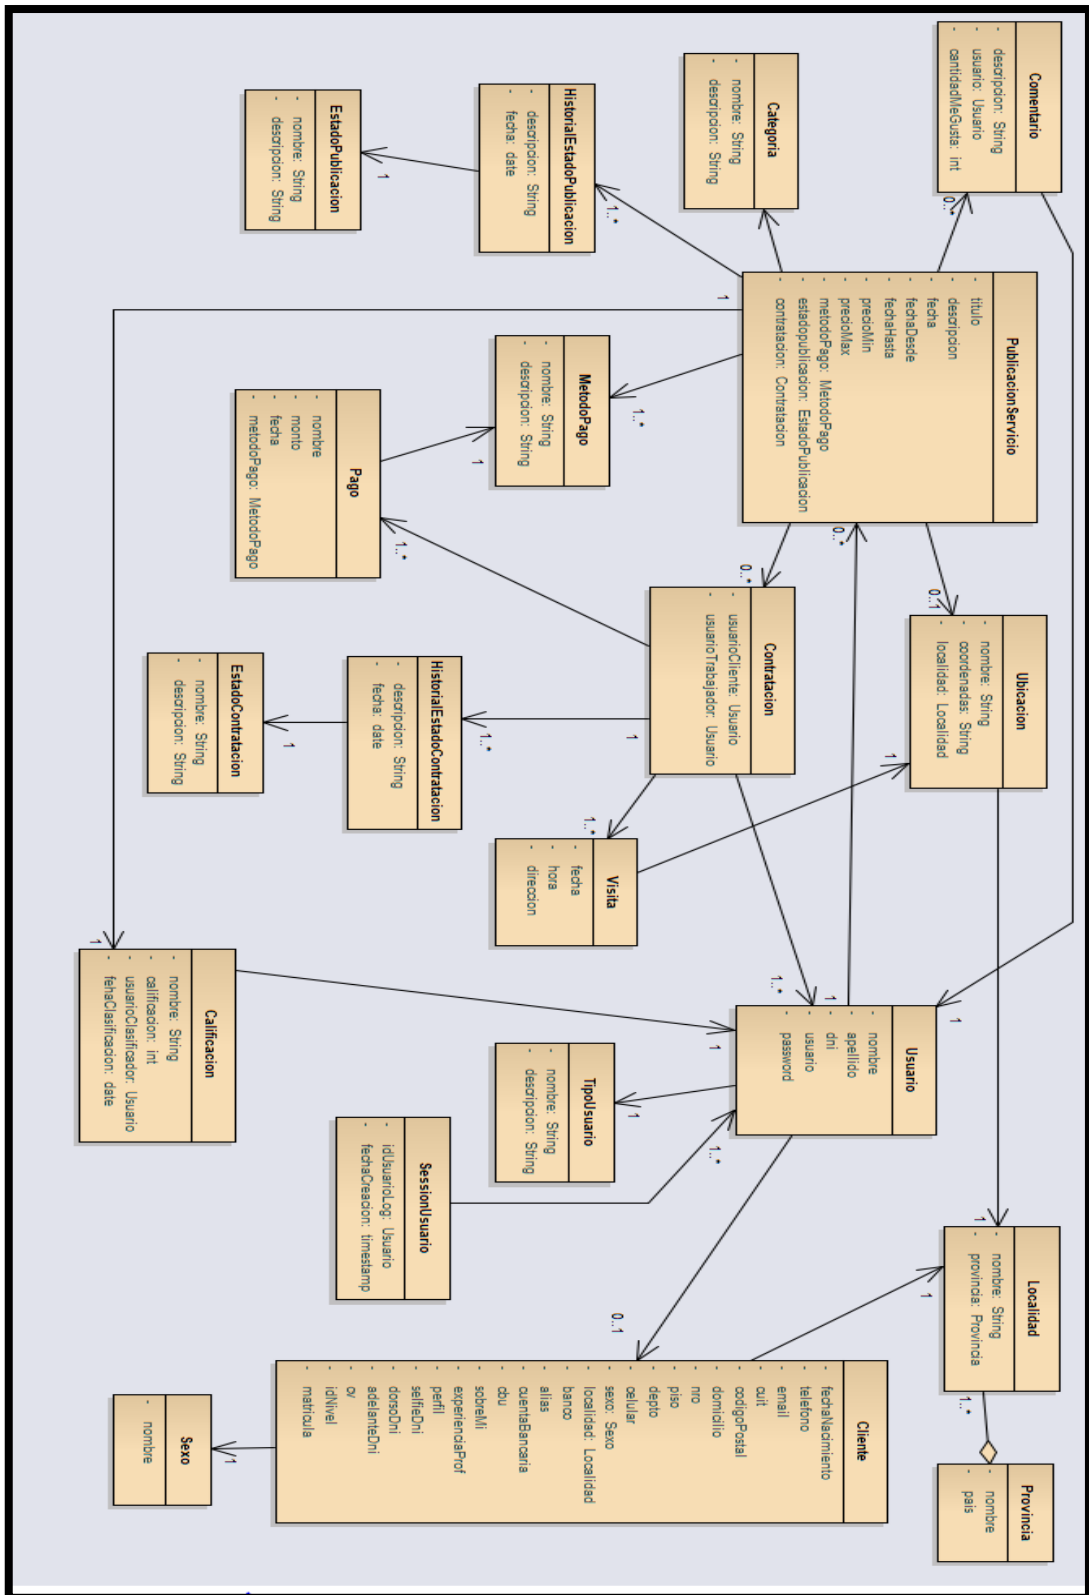 Comentario
- descripcion: String
- usuario: Usuario
- cantidadMeGusta: int
0..*
Categoria
- nombre: String
- descripcion: String
HistorialEstadoPublicacion
- descripcion: String
- fecha: date
1..*
EstadoPublicacion
- nombre: String
- descripcion: String
1
PublicacionServicio
- titulo
- descripcion
- fecha
- fechaDesde
- fechaHasta
- precioMin
- precioMax
- metodoPago: MetodoPago
- estadopublicacion: EstadoPublicacion
- contratacion: Contratacion
1
0..*
MetodoPago
- nombre: String
- descripcion: String
1..*
1
Pago
- nombre
- monto
- fecha
- metodoPago: MetodoPago
1..*
Ubicacion
- nombre: String
- coordenadas: String
- localidad: Localidad
0..1
1
Contratacion
- usuarioCliente: Usuario
- usuarioTrabajador: Usuario
0..*
1
HistorialEstadoContratacion
- descripcion: String
- fecha: date
1..*
EstadoContratacion
- nombre: String
- descripcion: String
1
Visita
- fecha
- hora
- direccion
1..*
Usuario
- nombre
- apellido
- dni
- usuario
- password
1
1
1..*
1
1..*
Calificacion
- nombre: String
- calificacion: int
- usuarioClasificador: Usuario
- fehaClasificacion: date
1
TipoUsuario
- nombre: String
- descripcion: String
1
SessionUsuario
- idUsuarioLog: Usuario
- fechaCreacion: timestamp
Localidad
- nombre: String
- provincia: Provincia
1
1
1..*
Provincia
- nombre
- pais
Cliente
- fechaNacimiento
- telefono
- email
- cuit
- codigoPostal
- domicilio
- nro
- piso
- depto
- celular
- sexo: Sexo
- localidad: Localidad
- banco
- alias
- cuentaBancaria
- cbu
- sobreMi
- experienciaProf
- perfil
- selfieDni
- dorsoDni
- adelanteDni
- cv
- idNivel
- matricula
0..1
Sexo
- nombre
1